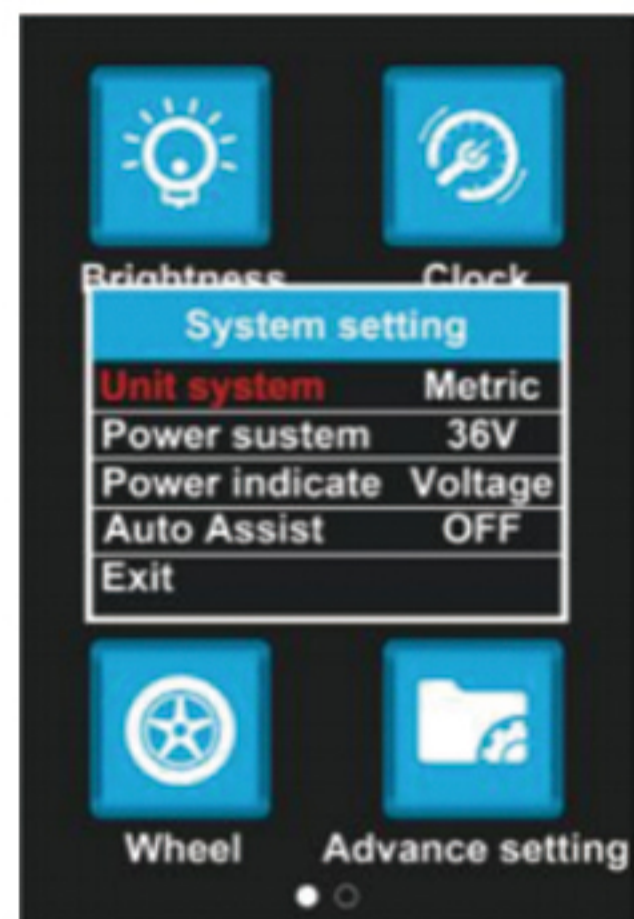 Brightness Clock
System setting
Unit system Metric
Power sustem 36V
Power indicate Voltage
Auto Assist OFF
Exit
Wheel Advance setting